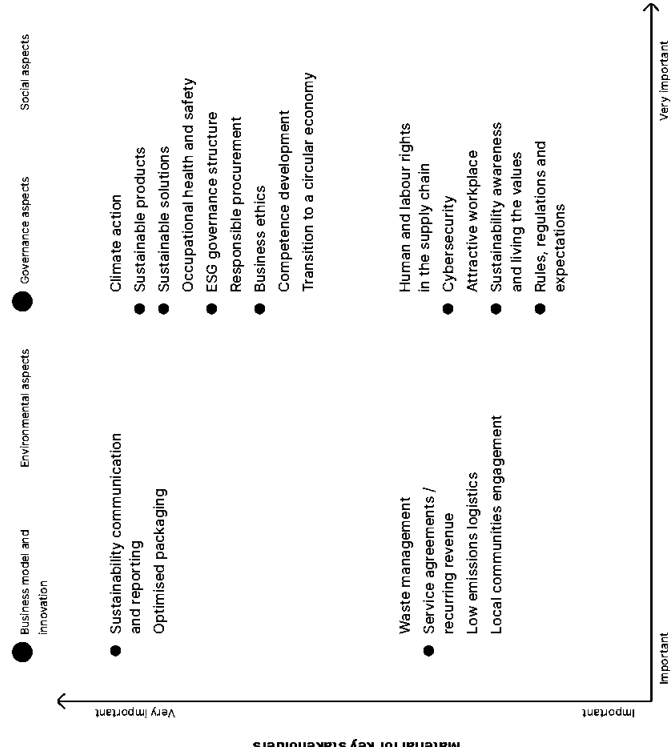 Business model and
innovation
Environmental aspects
Governance aspects
Social aspects
Material for key stakeholders
Very important
Sustainability communication
and reporting
Optimised packaging
Climate action
Sustainable products
Sustainable solutions
Occupational health and safety
ESG governance structure
Responsible procurement
Business ethics
Competence development
Transition to a circular economy
Waste management
Service agreements /
recurring revenue
Low emissions logistics
Local communities engagement
Human and labour rights
in the supply chain
Cybersecurity
Attractive workplace
Sustainability awareness
and living the values
Rules, regulations and
expectations
Important
Important
Very important